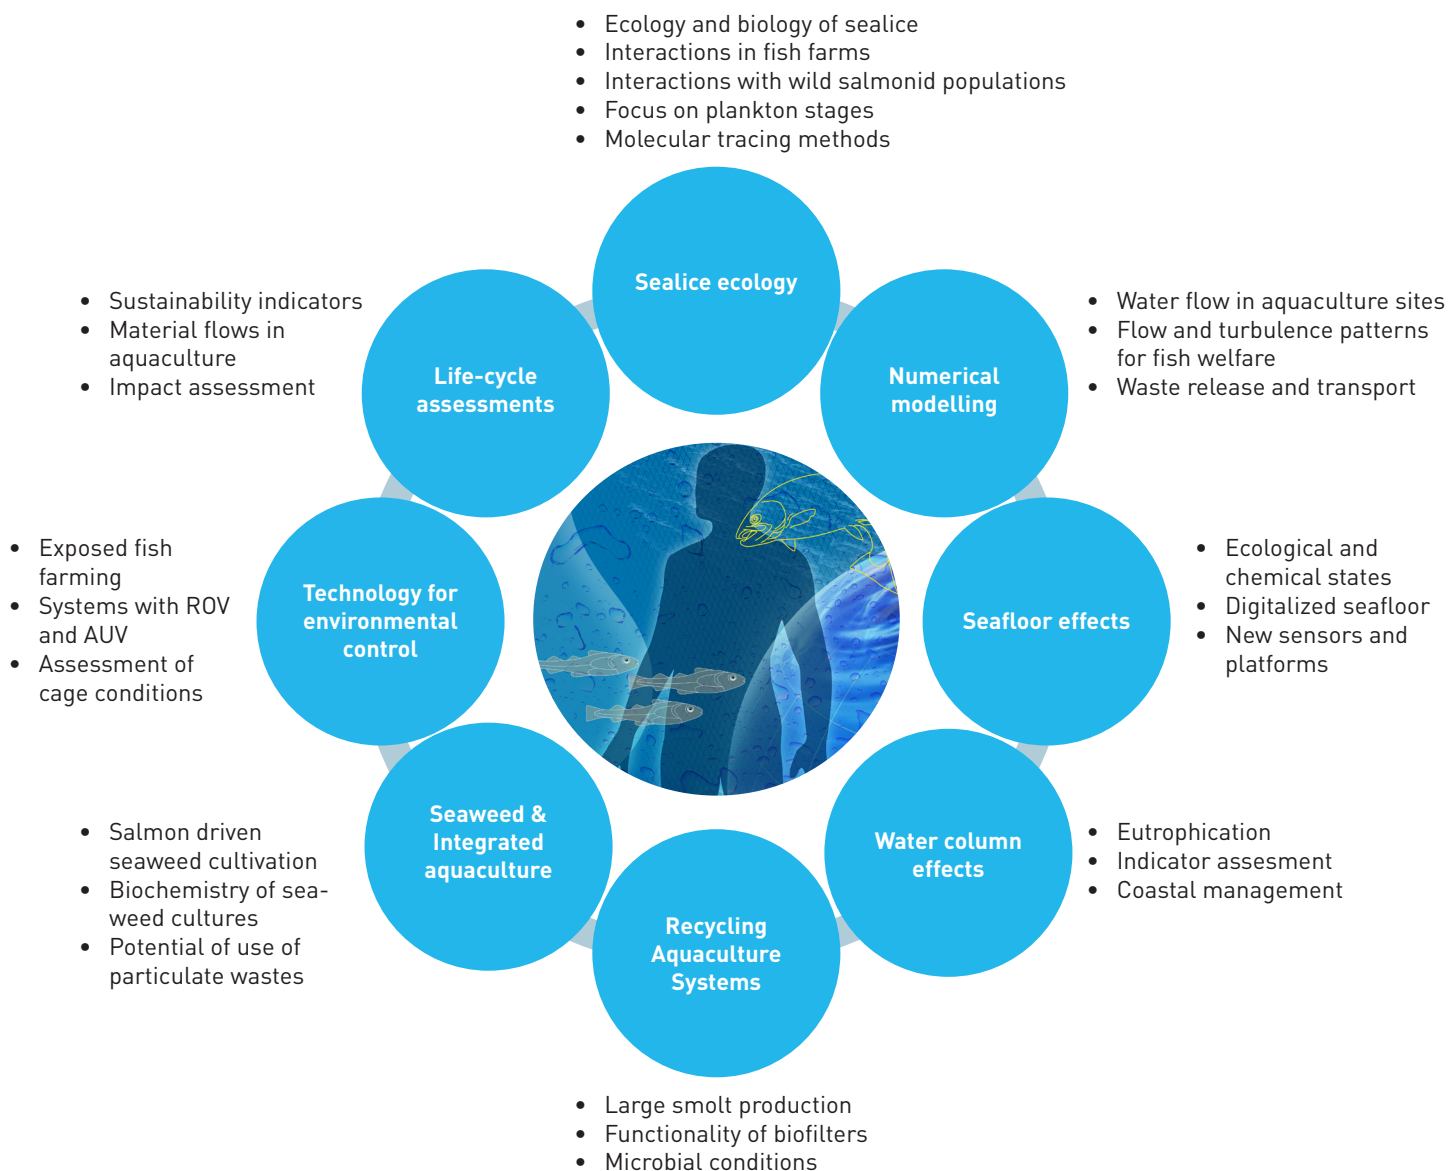 • Ecology and biology of sealice
• Interactions in fish farms
• Interactions with wild salmonid populations
• Focus on plankton stages
• Molecular tracing methods
Sealice ecology
• Water flow in aquaculture sites
• Flow and turbulence patterns
for fish welfare
• Waste release and transport
Numerical
modelling
• Ecological and
chemical states
• Digitalized seafloor
• New sensors and
platforms
Seafloor effects
• Eutrophication
• Indicator assesment
• Coastal management
Water column
effects
Recycling
Aquaculture
Systems
• Large smolt production
• Functionality of biofilters
• Microbial conditions
Seaweed &
Integrated
aquaculture
• Salmon driven
seaweed cultivation
• Biochemistry of sea-
weed cultures
• Potential of use of
particulate wastes
Technology for
environmental
control
• Exposed fish
farming
• Systems with ROV
and AUV
• Assessment of
cage conditions
Life-cycle
assessments
• Sustainability indicators
• Material flows in
aquaculture
• Impact assessment